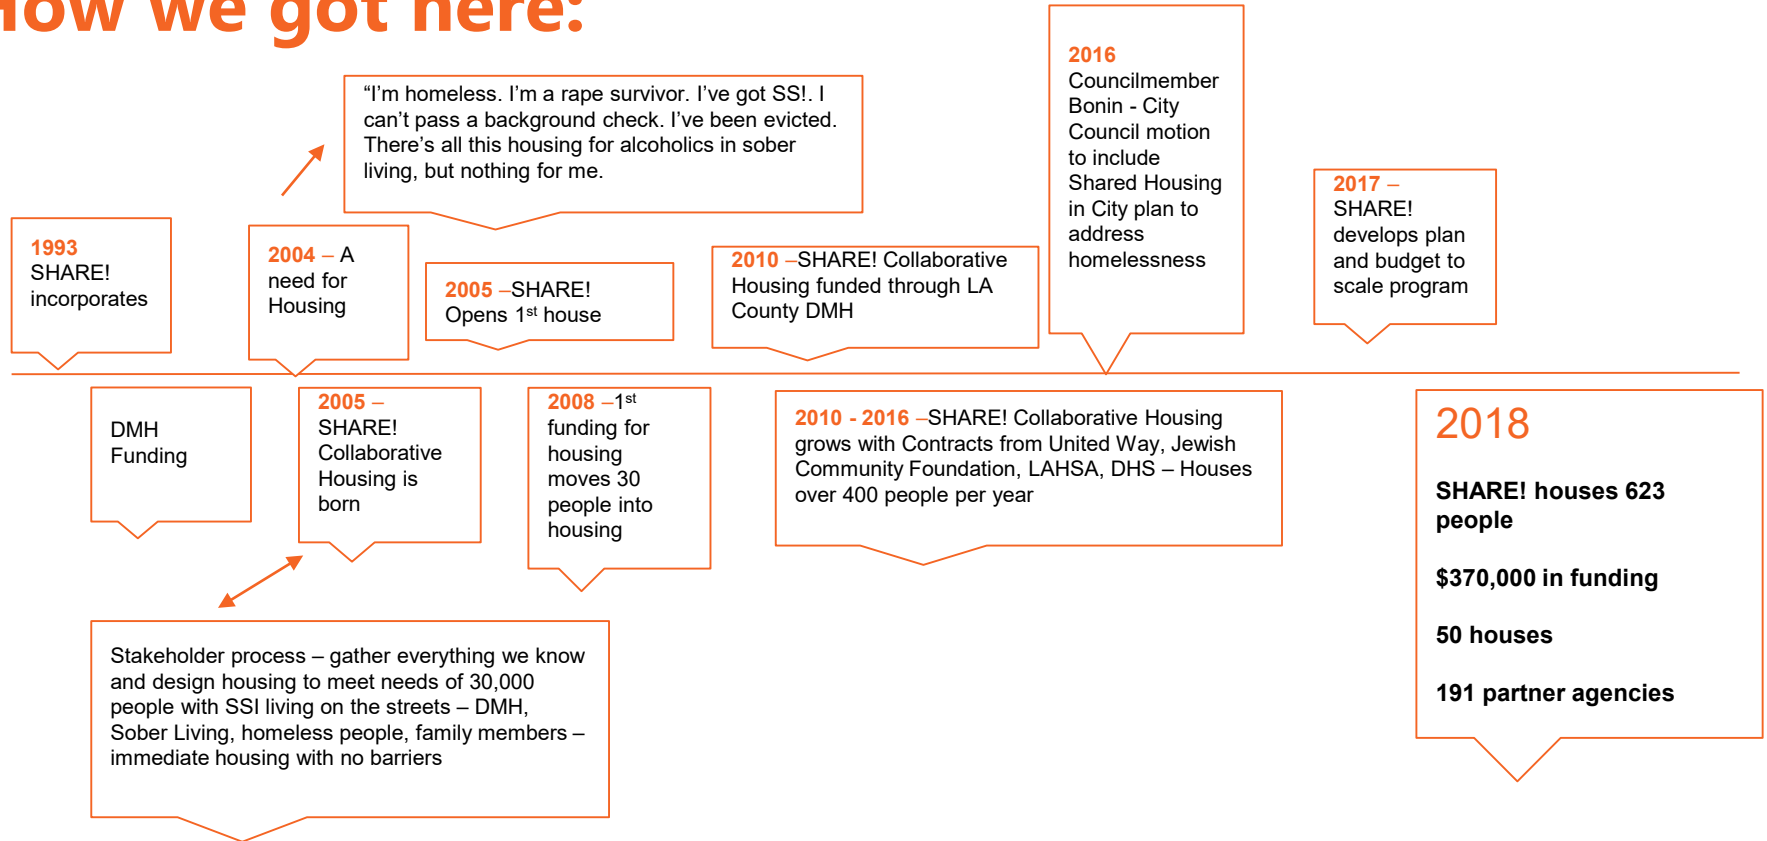 How we got here:
“I’m homeless. I’m a rape survivor. I’ve got SS!. I
can’t pass a background check. I’ve been evicted.
There’s all this housing for alcoholics in sober
living, but nothing for me.
1993
SHARE!
incorporates
2004 – A
need for
Housing
2005 –SHARE!
Opens 1st house
2010 –SHARE! Collaborative
Housing funded through LA
County DMH
2016
Councilmember
Bonin - City
Council motion
to include
Shared Housing
in City plan to
address
homelessness
2017 –
SHARE!
develops plan
and budget to
scale program
DMH
Funding
2005 –
SHARE!
Collaborative
Housing is
born
2008 –1st
funding for
housing
moves 30
people into
housing
2010 - 2016 –SHARE! Collaborative Housing
grows with Contracts from United Way, Jewish
Community Foundation, LAHSA, DHS – Houses
over 400 people per year
2018
SHARE! houses 623
people
$370,000 in funding
50 houses
191 partner agencies
Stakeholder process – gather everything we know
and design housing to meet needs of 30,000
people with SSI living on the streets – DMH,
Sober Living, homeless people, family members –
immediate housing with no barriers